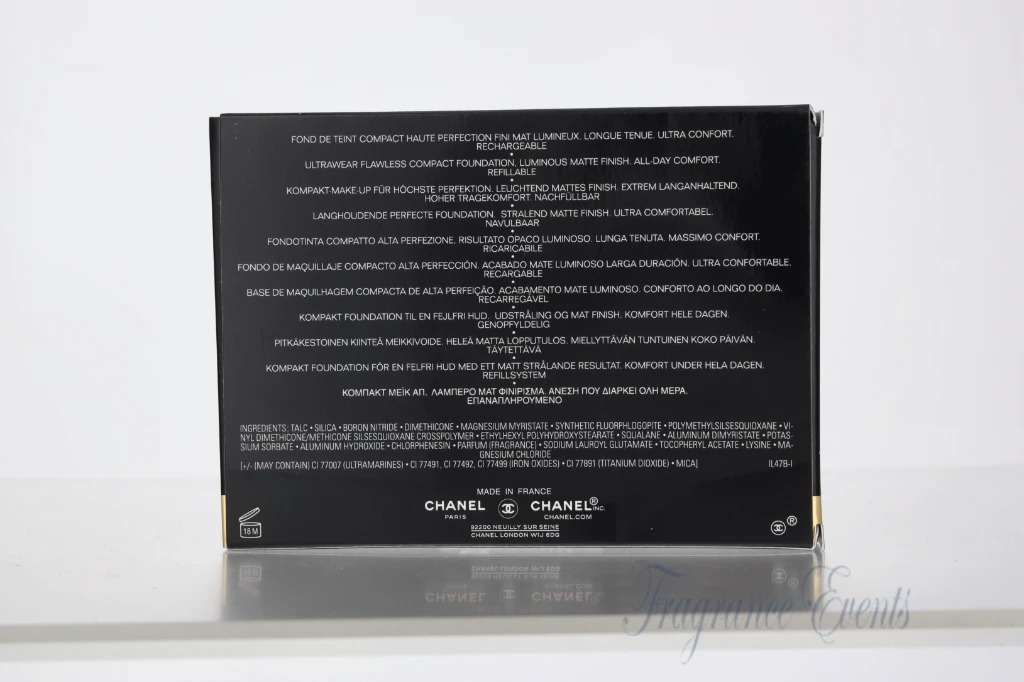 FOND DE TEINT COMPACT HAUTE PERFECTION FINI MAT LUMINEUX. LONGUE TENUE. ULTRA CONFORT.
RECHARGEABLE
•
ULTRAWEAR FLAWLESS COMPACT FOUNDATION, LUMINOUS MATTE FINISH. ALL-DAY COMFORT.
REFILLABLE
•
KOMPAKT-MAKE-UP FÜR HÖCHSTE PERFEKTION. LEUCHTEND MATTES FINISH. EXTREM LANGANHALTEND.
HOHER TRAGEKOMFORT. NACHFÜLLBAR
•
LANGHOUDENDE PERFECTE FOUNDATION. STRALEND MATTE FINISH. ULTRA COMFORTABEL.
NAVULBAAR
•
FONDOTINTA COMPATTO ALTA PERFEZIONE. RISULTATO OPACO LUMINOSO. LUNGA TENUTA. MASSIMO CONFORT.
RICARICABILE
•
FONDO DE MAQUILLAJE COMPACTO ALTA PERFECCIÓN. ACABADO MATE LUMINOSO LARGA DURACIÓN. ULTRA CONFORTABLE.
RECARGABLE
•
BASE DE MAQUILHAGEM COMPACTA DE ALTA PERFEIÇÃO. ACABAMENTO MATE LUMINOSO. CONFORTO AO LONGO DO DIA.
RECARREGÁVEL
•
KOMPAKT FOUNDATION TIL EN FEJLFRI HUD. UDSTRÅLING OG MAT FINISH. KOMFORT HELE DAGEN.
GENOPFYLDELIG
•
PITKÄKESTOINEN KIINTEÄ MEIKKIVOIDE. HELEÄ MATTA LOPPUTULOS. MIELLYTTÄVÄN TUNTUINEN KOKO PÄIVÄN.
TÄYTETTÄVÄ
•
KOMPAKT FOUNDATION FÖR EN FELFRI HUD MED ETT MATT STRÅLANDE RESULTAT. KOMFORT UNDER HELA DAGEN.
REFILLSYSTEM
•
ΚΟΜΠΑΚΤ ΜΕΪΚ ΑΠ. ΛΑΜΠΕΡΟ ΜΑΤ ΦΙΝΙΡΙΣΜΑ. ΑΝΕΣΗ ΠΟΥ ΔΙΑΡΚΕΙ ΟΛΗ ΜΕΡΑ.
ΕΠΑΝΑΠΛΗΡΟΥΜΕΝΟ
INGREDIENTS: TALC • SILICA • BORON NITRIDE • DIMETHICONE • MAGNESIUM MYRISTATE • SYNTHETIC FLUORPHLOGOPITE • POLYMETHYLSILSESQUIOXANE • VI-
NYL DIMETHICONE/METHICONE SILSESQUIOXANE CROSSPOLYMER • ETHYLHEXYL POLYHYDROXYSTEARATE • SQUALANE • ALUMINUM DIMYRISTATE • POTAS-
SIUM SORBATE • ALUMINUM HYDROXIDE • CHLORPHENESIN • PARFUM (FRAGRANCE) • SODIUM LAUROYL GLUTAMATE • TOCOPHERYL ACETATE • LYSINE • MA-
GNESIUM CHLORIDE
[+/- (MAY CONTAIN) CI 77007 (ULTRAMARINES) • CI 77491, CI 77492, CI 77499 (IRON OXIDES) • CI 77891 (TITANIUM DIOXIDE) • MICA] IL47B-I
MADE IN FRANCE
CHANEL CHANEL® INC.
PARIS CHANEL.COM
92200 NEUILLY SUR SEINE
CHANEL LONDON W1J 6DG
18 M
®
Fragrance Events